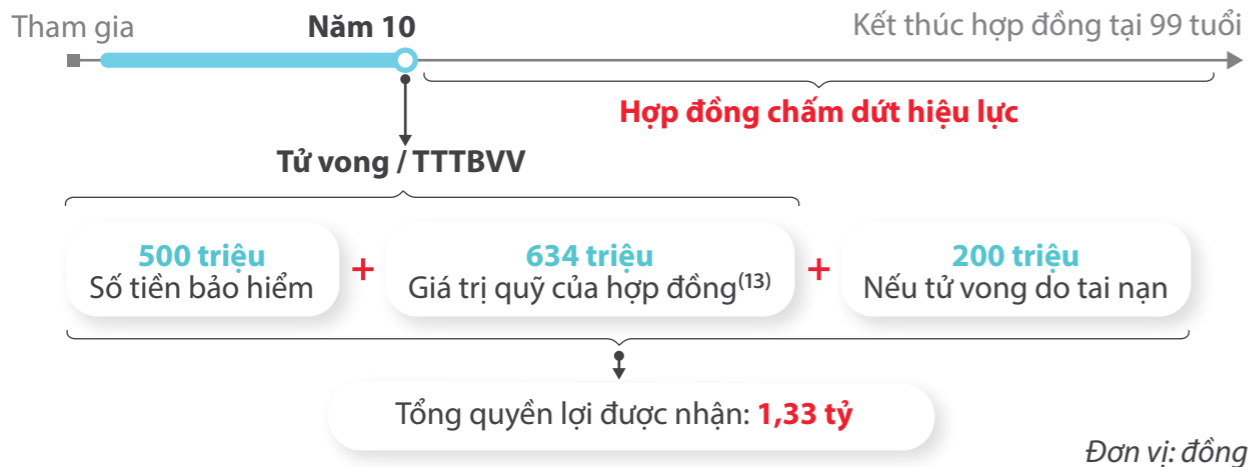 Tham gia
Năm 10
Kết thúc hợp đồng tại 99 tuổi
Hợp đồng chấm dứt hiệu lực
Tử vong / TTTBVV
500 triệu
Số tiền bảo hiểm
+
634 triệu
Giá trị quỹ của hợp đồng(13)
+
200 triệu
Nếu tử vong do tai nạn
Tổng quyền lợi được nhận: 1,33 tỷ
Đơn vị: đồng